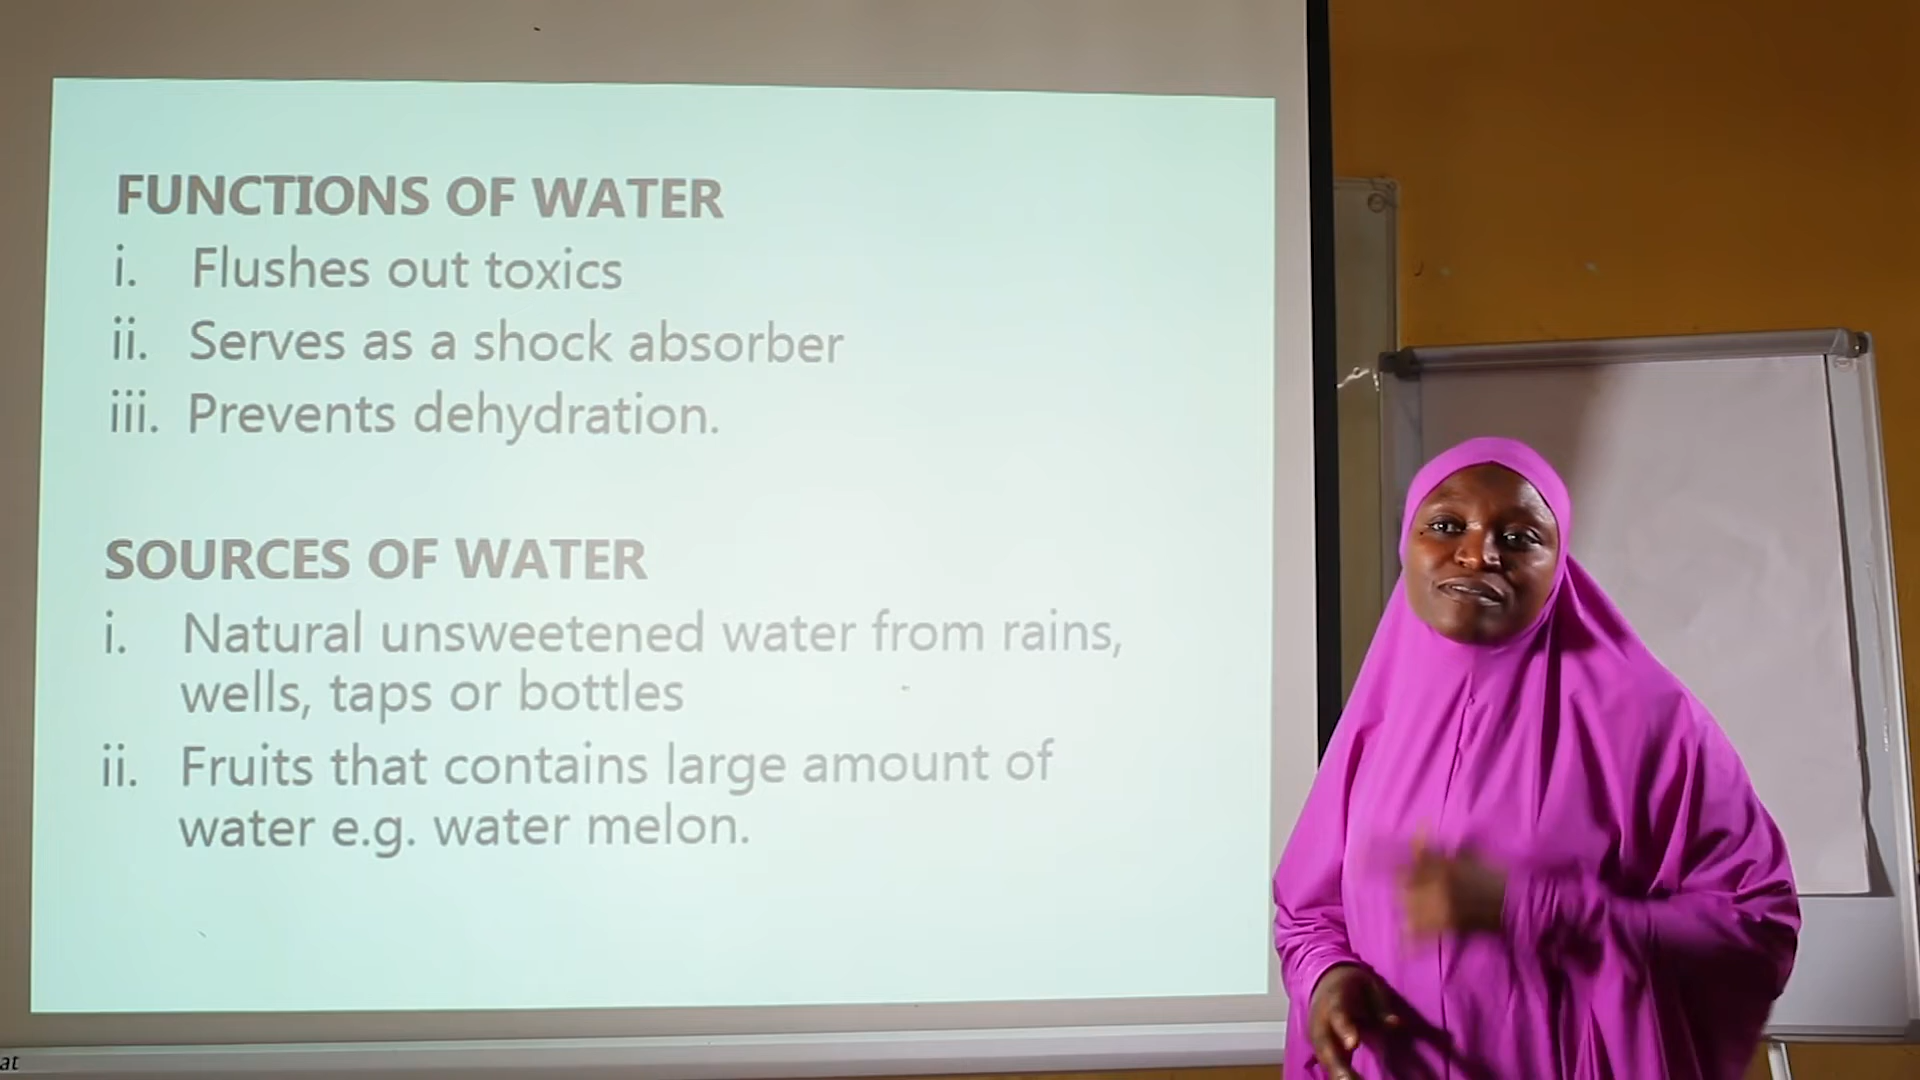 FUNCTIONS OF WATER
i. Flushes out toxics
ii. Serves as a shock absorber
iii. Prevents dehydration.
SOURCES OF WATER
i. Natural unsweetened water from rains,
wells, taps or bottles
ii. Fruits that contains large amount of
water e.g. water melon.
at